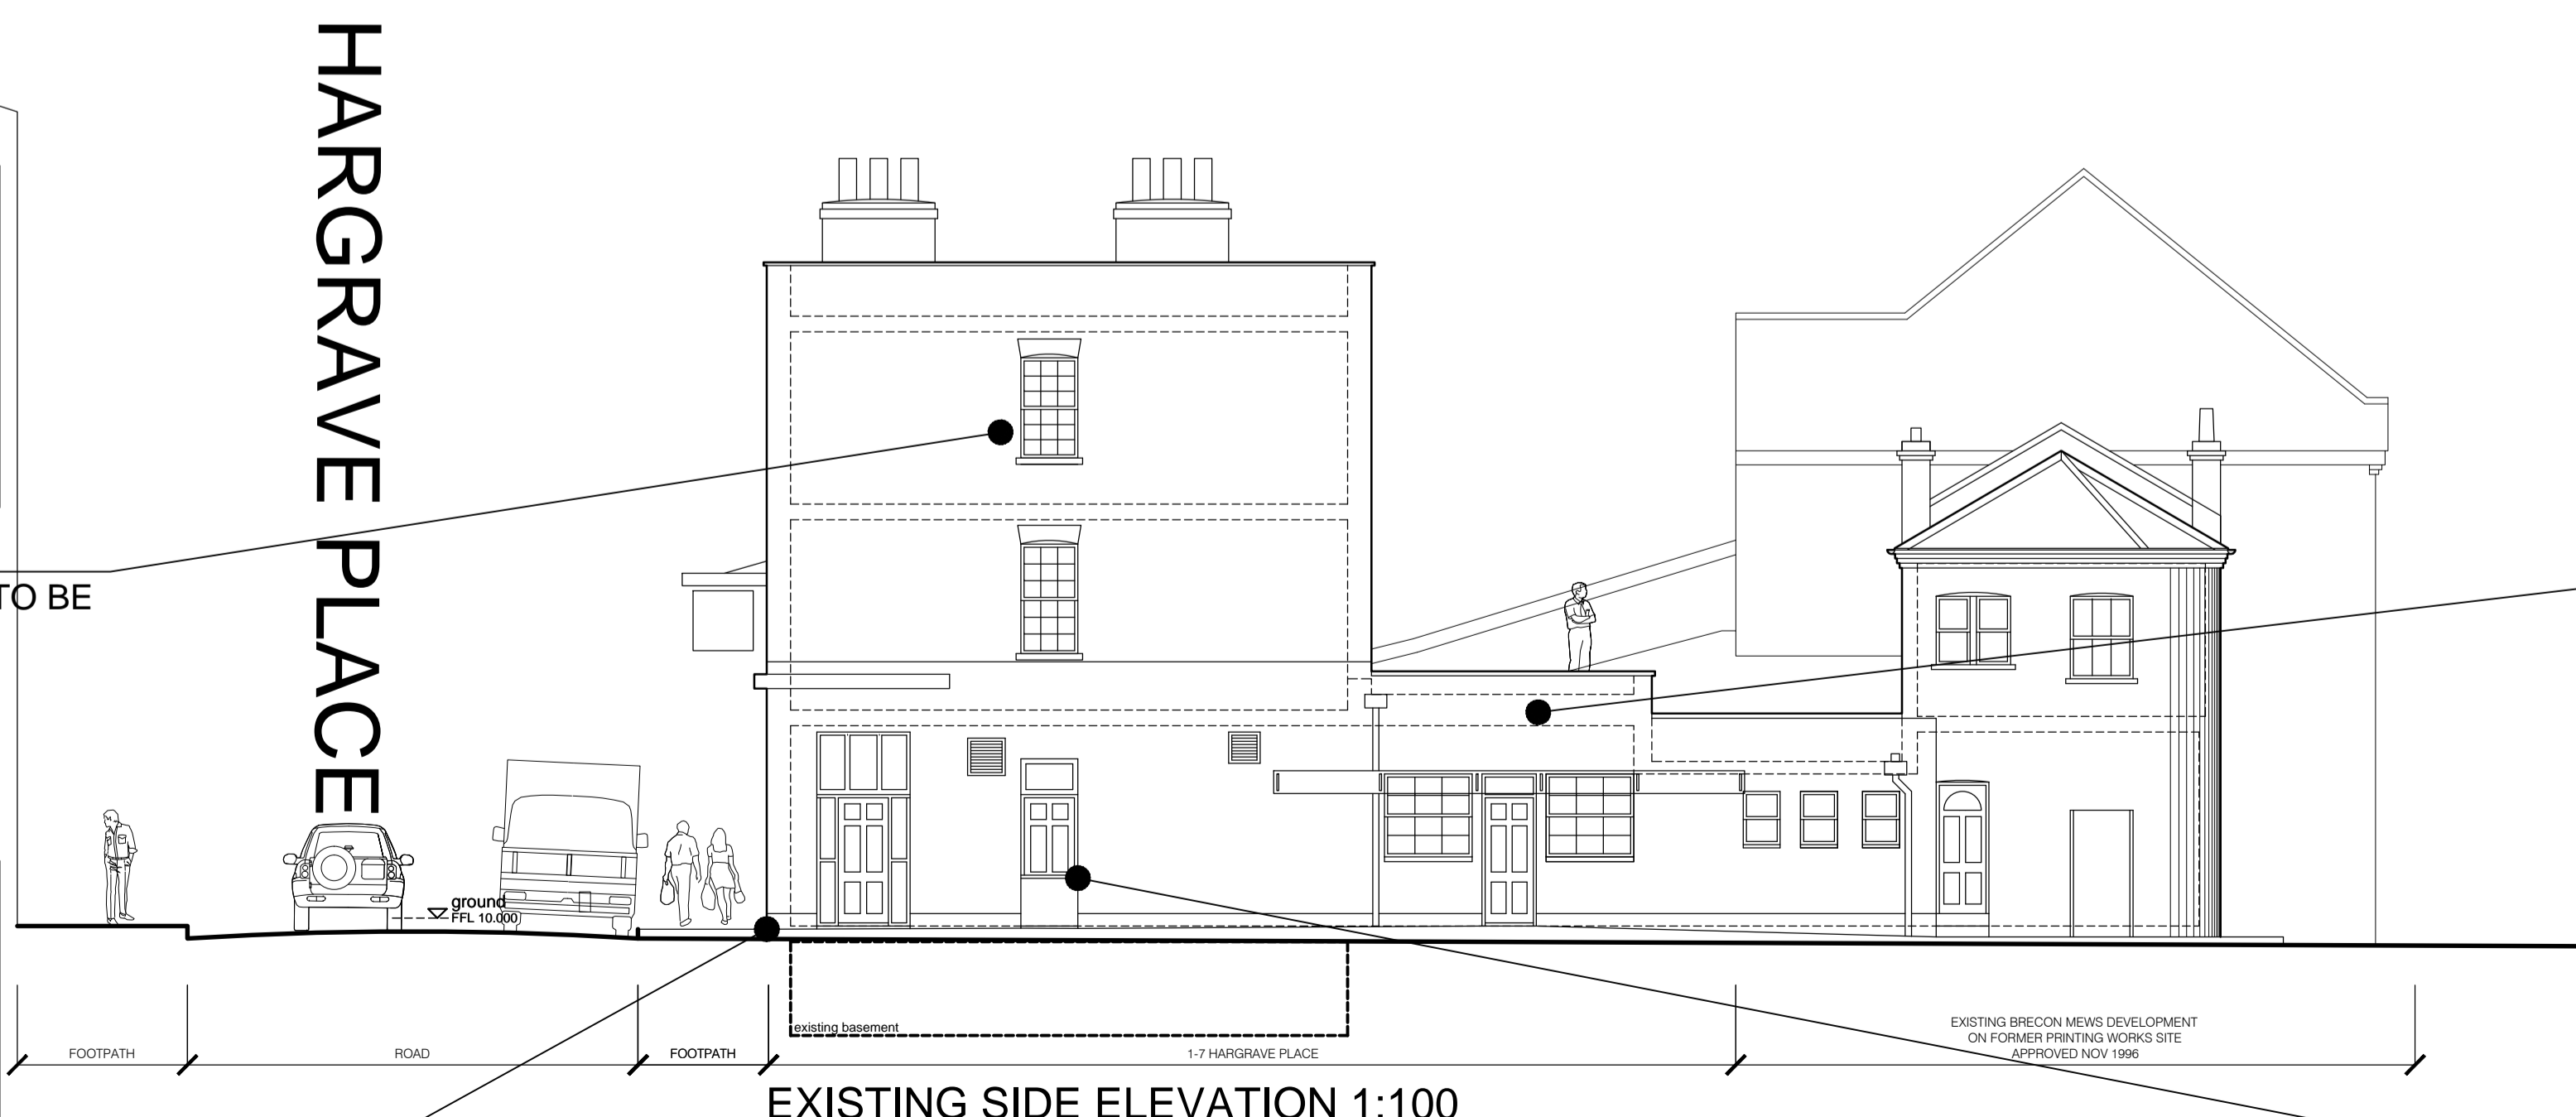 HARGRAVE PLACE
TO BE
ground
FFL 10.000
existing basement
FOOTPATH
ROAD
FOOTPATH
1-7 HARGRAVE PLACE
EXISTING BRECON MEWS DEVELOPMENT
ON FORMER PRINTING WORKS SITE
APPROVED NOV 1996
EXISTING SIDE ELEVATION 1:100